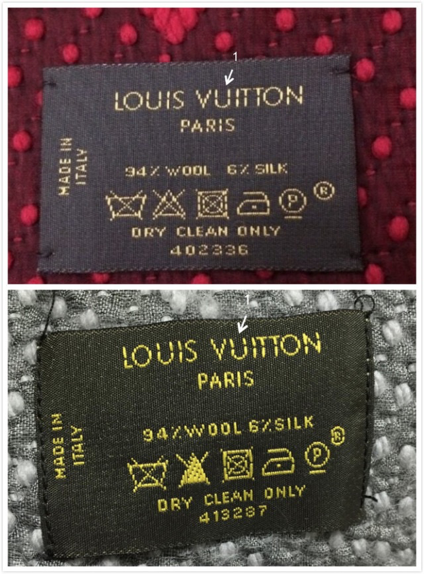 1
LOUIS VUITTON
PARIS
MADE IN
ITALY
94% WOOL 6% SILK
P
®
DRY CLEAN ONLY
402336
1
LOUIS VUITTON
PARIS
MADE IN
ITALY
94% WOOL 6% SILK
P
®
DRY CLEAN ONLY
413287